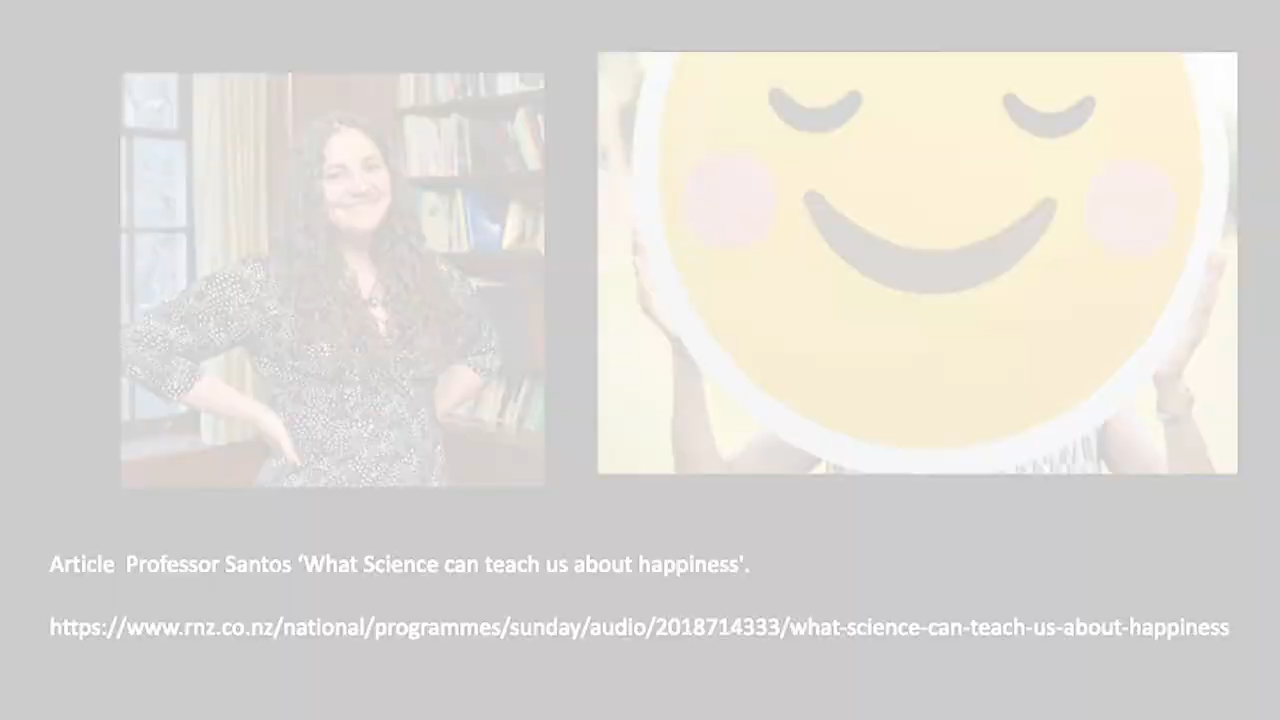 Article  Professor Santos ‘What Science can teach us about happiness'.
https://www.rnz.co.nz/national/programmes/sunday/audio/2018714333/what-science-can-teach-us-about-happiness